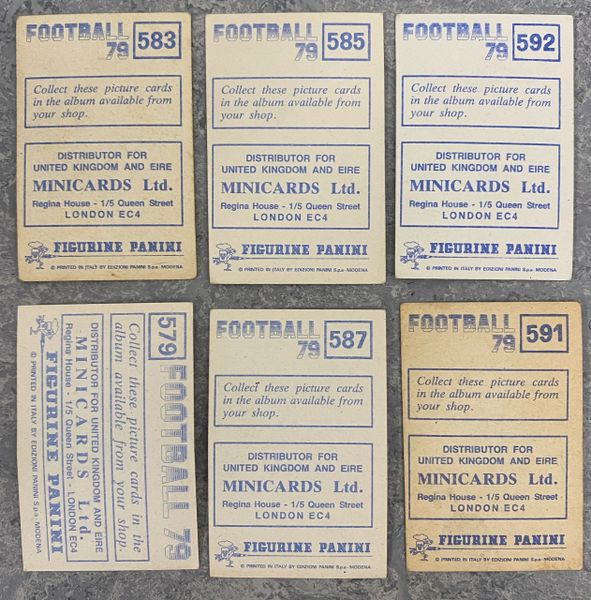 FOOTBALL
79
583
Collect these picture cards
in the album available from
your shop.
DISTRIBUTOR FOR
UNITED KINGDOM AND EIRE
MINICARDS Ltd.
Regina House - 1/5 Queen Street
LONDON EC4
FIGURINE PANINI
© PRINTED IN ITALY BY EDIZIONI PANINI S.p.a. - MODENA
FOOTBALL
79
585
Collect these picture cards
in the album available from
your shop.
DISTRIBUTOR FOR
UNITED KINGDOM AND EIRE
MINICARDS Ltd.
Regina House - 1/5 Queen Street
LONDON EC4
FIGURINE PANINI
© PRINTED IN ITALY BY EDIZIONI PANINI S.p.a. - MODENA
FOOTBALL
79
592
Collect these picture cards
in the album available from
your shop.
DISTRIBUTOR FOR
UNITED KINGDOM AND EIRE
MINICARDS Ltd.
Regina House - 1/5 Queen Street
LONDON EC4
FIGURINE PANINI
© PRINTED IN ITALY BY EDIZIONI PANINI S.p.a. - MODENA
579 FOOTBALL 79
Collect these picture cards in the
album available from your shop.
DISTRIBUTOR FOR UNITED KINGDOM AND EIRE
MINICARDS Ltd.
Regina House - 1/5 Queen Street - LONDON EC4
FIGURINE PANINI
© PRINTED IN ITALY BY EDIZIONI PANINI S.p.a. - MODENA
FOOTBALL
79
587
Collect these picture cards
in the album available from
your shop.
DISTRIBUTOR FOR
UNITED KINGDOM AND EIRE
MINICARDS Ltd.
Regina House - 1/5 Queen Street
LONDON EC4
FIGURINE PANINI
© PRINTED IN ITALY BY EDIZIONI PANINI S.p.a. - MODENA
FOOTBALL
79
591
Collect these picture cards
in the album available from
your shop.
DISTRIBUTOR FOR
UNITED KINGDOM AND EIRE
MINICARDS Ltd.
Regina House - 1/5 Queen Street
LONDON EC4
FIGURINE PANINI
© PRINTED IN ITALY BY EDIZIONI PANINI S.p.a. - MODENA